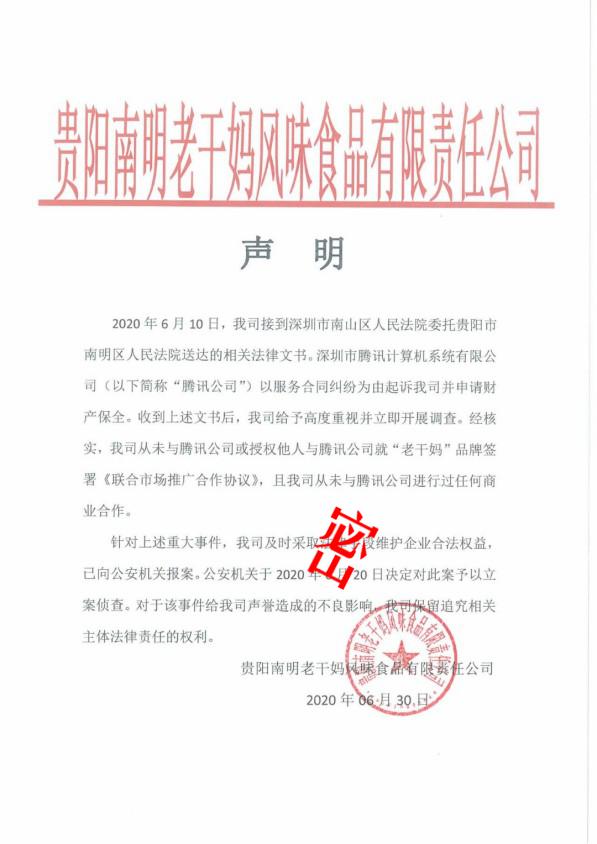 贵阳南明老干妈风味食品有限责任公司
声 明
2020 年 6 月 10 日，我司接到深圳市南山区人民法院委托贵阳市
南明区人民法院送达的相关法律文书。深圳市腾讯计算机系统有限公
司（以下简称“腾讯公司”）以服务合同纠纷为由起诉我司并申请财
产保全。收到上述文书后，我司给予高度重视并立即开展调查。经核
实，我司从未与腾讯公司或授权他人与腾讯公司就“老干妈”品牌签
署《联合市场推广合作协议》，且我司从未与腾讯公司进行过任何商
业合作。
针对上述重大事件，我司及时采取段维护企业合法权益，
已向公安机关报案。公安机关于 2020 年月 20 日决定对此案予以立
案侦查。对于该事件给我司声誉造成的不良影响，我司保留追究相关
主体法律责任的权利。
密
贵阳南明老干妈风味食品有限责任公司
2020 年 06 月 30 日
贵阳南明老干妈风味食品有限责任公司